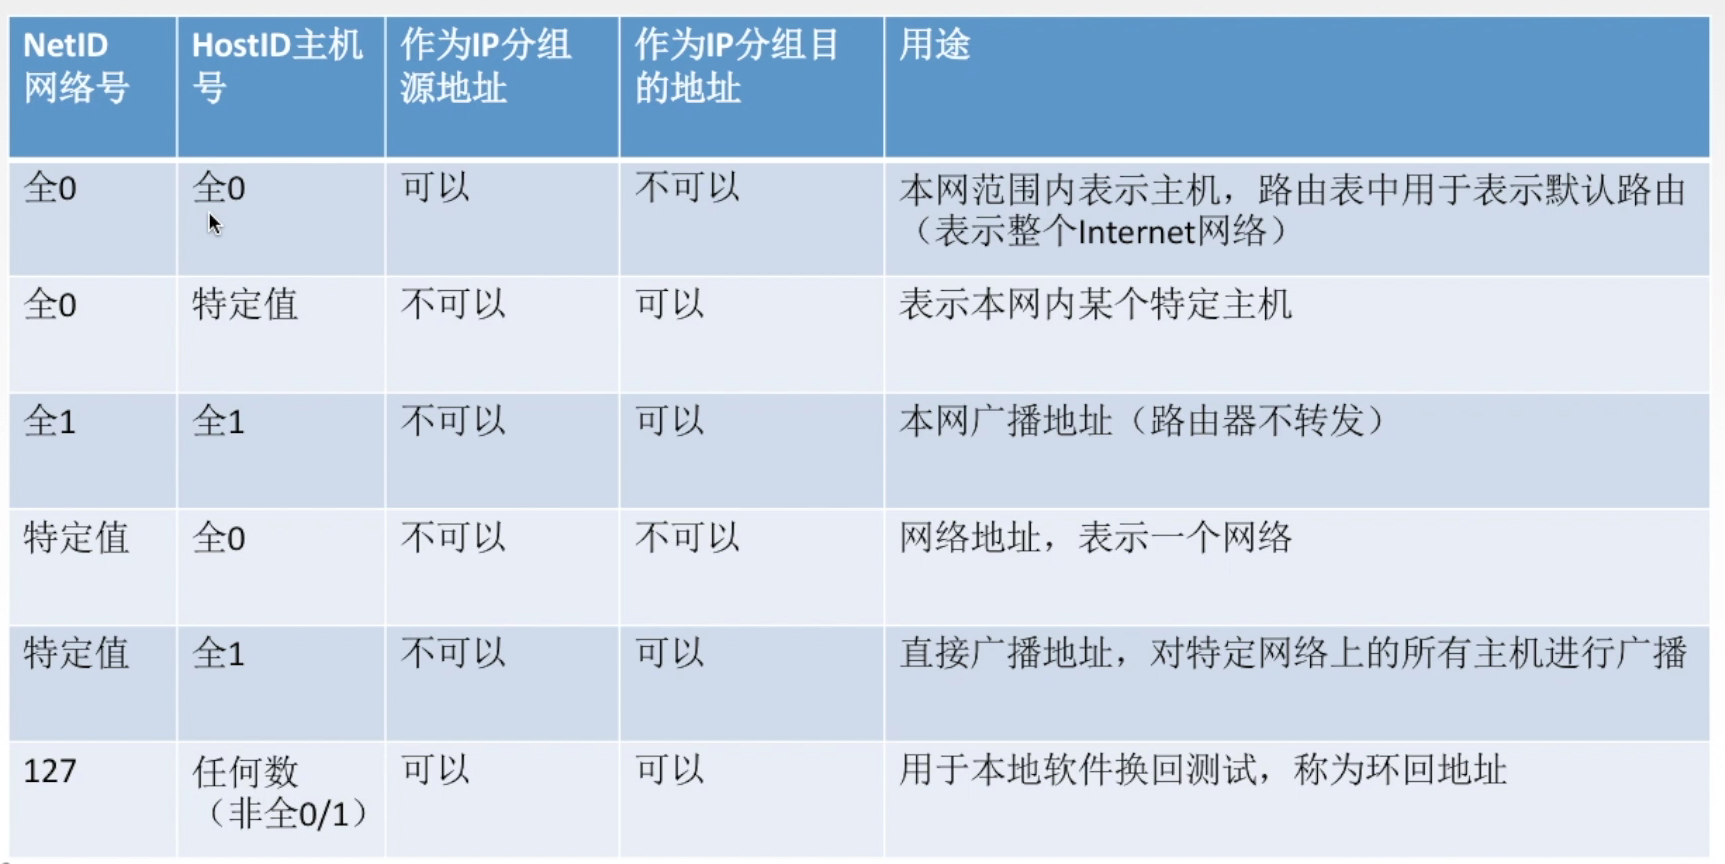 NetID
网络号
HostID主机
号
作为IP分组
源地址
作为IP分组目
的地址
用途
全0
全0
可以
不可以
本网范围内表示主机，路由表中用于表示默认路由
（表示整个Internet网络）
全0
特定值
不可以
可以
表示本网内某个特定主机
全1
全1
不可以
可以
本网广播地址（路由器不转发）
特定值
全0
不可以
不可以
网络地址，表示一个网络
特定值
全1
不可以
可以
直接广播地址，对特定网络上的所有主机进行广播
127
任何数
（非全0/1）
可以
可以
用于本地软件换回测试，称为环回地址